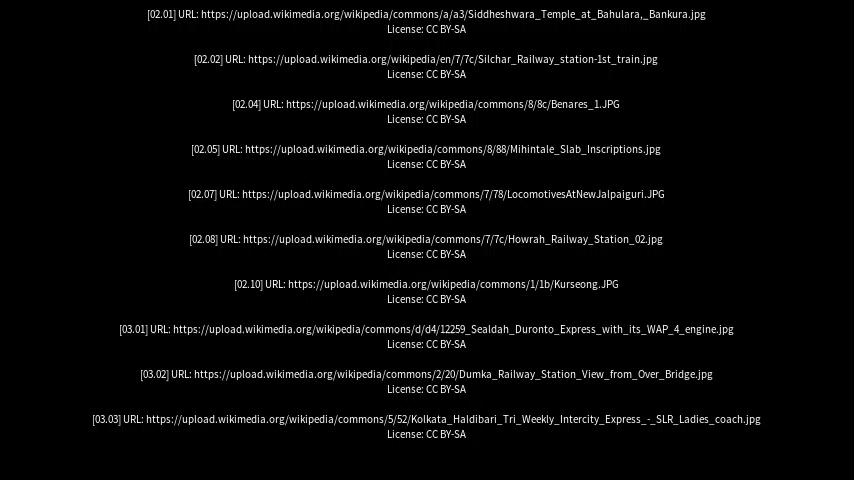 [02.01] URL: https://upload.wikimedia.org/wikipedia/commons/a/a3/Siddheshwara_Temple_at_Bahulara,_Bankura.jpg
License: CC BY-SA
[02.02] URL: https://upload.wikimedia.org/wikipedia/en/7/7c/Silchar_Railway_station-1st_train.jpg
License: CC BY-SA
[02.04] URL: https://upload.wikimedia.org/wikipedia/commons/8/8c/Benares_1.JPG
License: CC BY-SA
[02.05] URL: https://upload.wikimedia.org/wikipedia/commons/8/88/Mihintale_Slab_Inscriptions.jpg
License: CC BY-SA
[02.07] URL: https://upload.wikimedia.org/wikipedia/commons/7/78/LocomotivesAtNewJalpaiguri.JPG
License: CC BY-SA
[02.08] URL: https://upload.wikimedia.org/wikipedia/commons/7/7c/Howrah_Railway_Station_02.jpg
License: CC BY-SA
[02.10] URL: https://upload.wikimedia.org/wikipedia/commons/1/1b/Kurseong.JPG
License: CC BY-SA
[03.01] URL: https://upload.wikimedia.org/wikipedia/commons/d/d4/12259_Sealdah_Duronto_Express_with_its_WAP_4_engine.jpg
License: CC BY-SA
[03.02] URL: https://upload.wikimedia.org/wikipedia/commons/2/20/Dumka_Railway_Station_View_from_Over_Bridge.jpg
License: CC BY-SA
[03.03] URL: https://upload.wikimedia.org/wikipedia/commons/5/52/Kolkata_Haldibari_Tri_Weekly_Intercity_Express_-_SLR_Ladies_coach.jpg
License: CC BY-SA